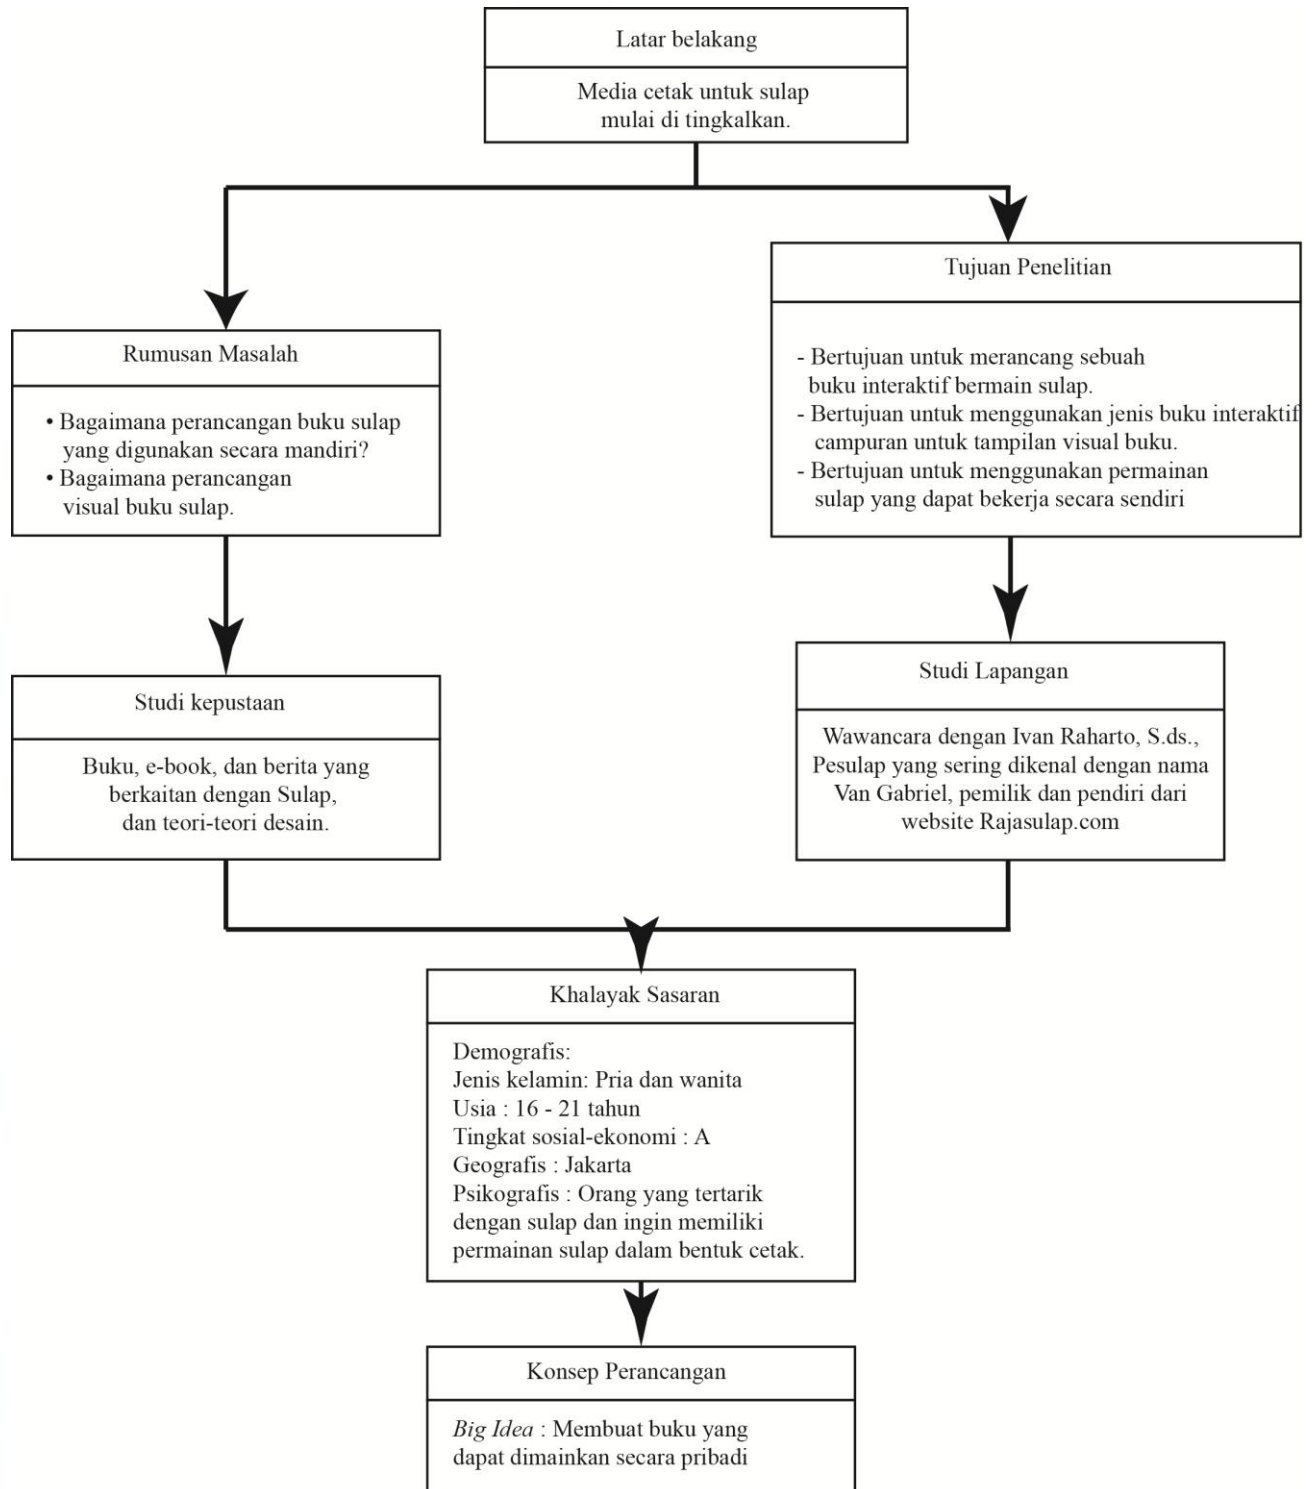 Latar belakang
Media cetak untuk sulap
mulai di tingkalkan.
Tujuan Penelitian
- Bertujuan untuk merancang sebuah
buku interaktif bermain sulap.
- Bertujuan untuk menggunakan jenis buku interaktif
campuran untuk tampilan visual buku.
- Bertujuan untuk menggunakan permainan
sulap yang dapat bekerja secara sendiri
Rumusan Masalah
• Bagaimana perancangan buku sulap
yang digunakan secara mandiri?
• Bagaimana perancangan
visual buku sulap.
Studi kepustaan
Buku, e-book, dan berita yang
berkaitan dengan Sulap,
dan teori-teori desain.
Studi Lapangan
Wawancara dengan Ivan Raharto, S.ds.,
Pesulap yang sering dikenal dengan nama
Van Gabriel, pemilik dan pendiri dari
website Rajasulap.com
Khalayak Sasaran
Demografis:
Jenis kelamin: Pria dan wanita
Usia : 16 - 21 tahun
Tingkat sosial-ekonomi : A
Geografis : Jakarta
Psikografis : Orang yang tertarik
dengan sulap dan ingin memiliki
permainan sulap dalam bentuk cetak.
Konsep Perancangan
Big Idea : Membuat buku yang
dapat dimainkan secara pribadi